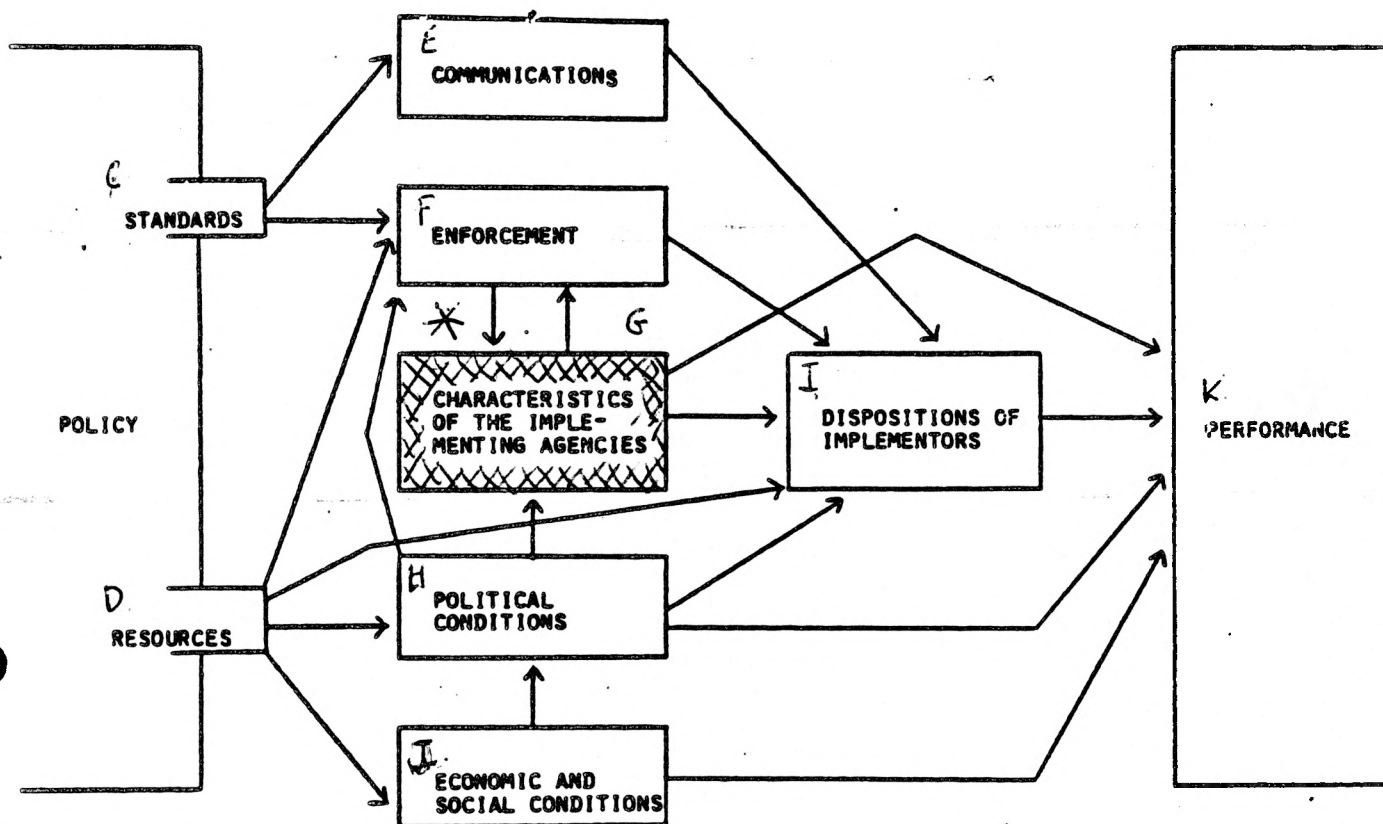 E
COMMUNICATIONS
C
STANDARDS
F
ENFORCEMENT
*
G
CHARACTERISTICS
OF THE IMPLE-
MENTING AGENCIES
I
DISPOSITIONS OF
IMPLEMENTORS
K
PERFORMANCE
POLICY
D
RESOURCES
H
POLITICAL
CONDITIONS
J
ECONOMIC AND
SOCIAL CONDITIONS